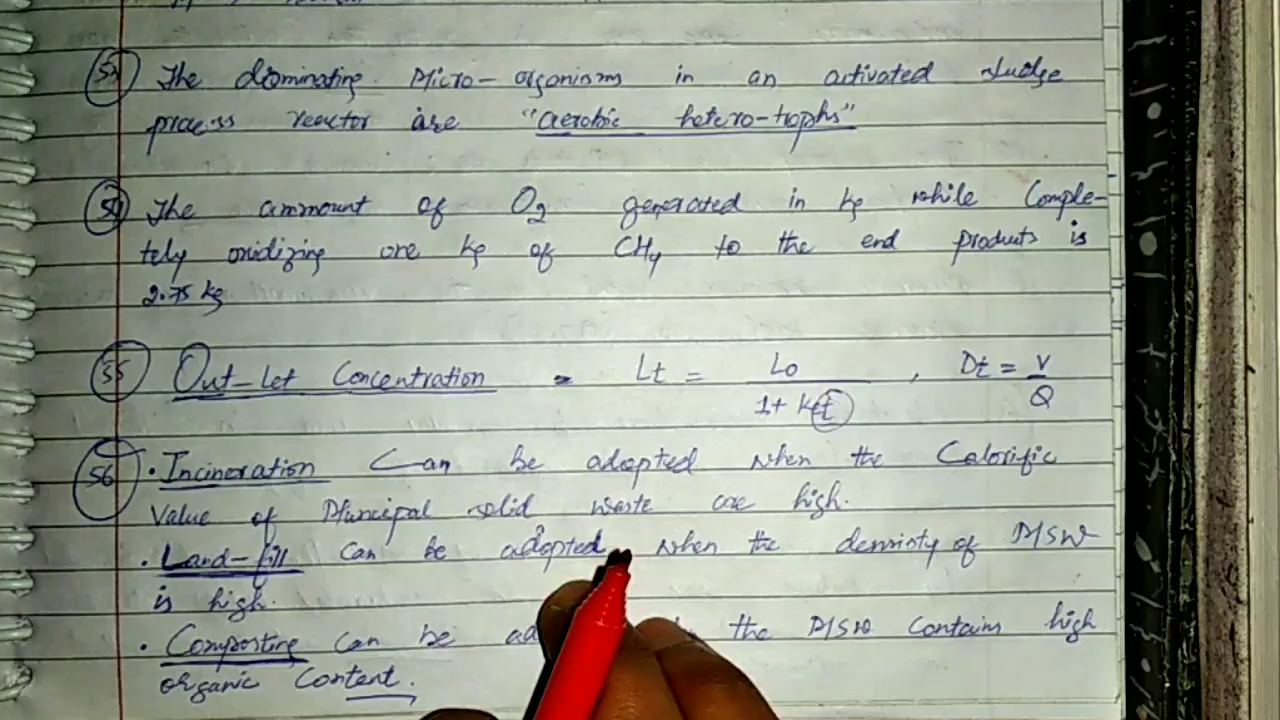 53 The dominating Micro-organisms in an activated sludge
process reactor are "aerobic hetero-trophs"
54 The ammount of O2 generated in kg while Comple-
tely oxidizing one kg of CH4 to the end products is
2.75 kg
55 Out-let Concentration = Lt = Lo / 1+ kt , Dt = V / Q
56 • Incineration Can be adopted when the Calorific
Value of Municipal solid waste are high.
• Land-fill can be adopted when the density of MSW
is high.
• Composting can be ad the MSW contains high
organic Content.